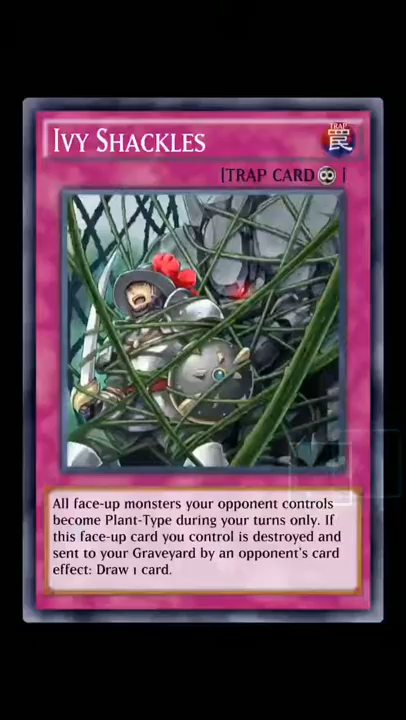 IVY SHACKLES
TRAP
罠
[TRAP CARD ]
All face-up monsters your opponent controls
become Plant-Type during your turns only. If
this face-up card you control is destroyed and
sent to your Graveyard by an opponent's card
effect: Draw 1 card.